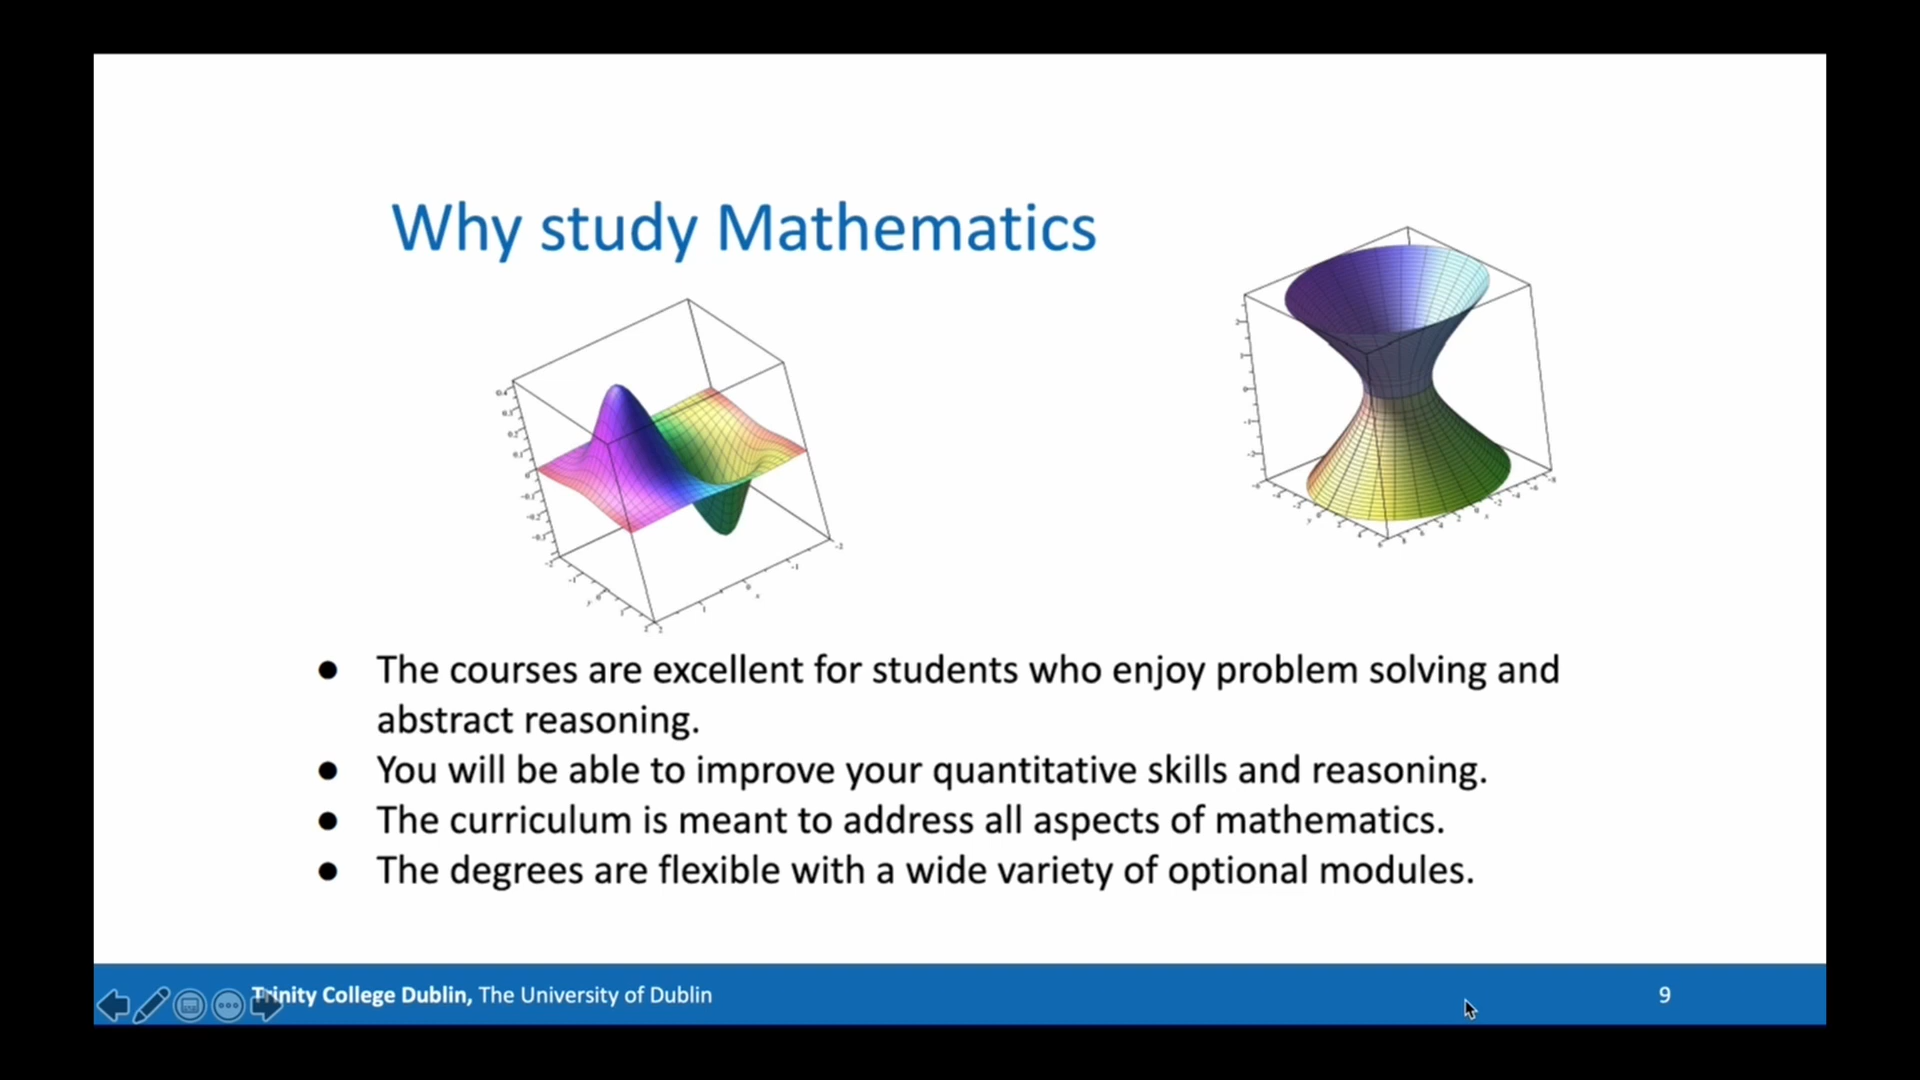 Why study Mathematics
● The courses are excellent for students who enjoy problem solving and
abstract reasoning.
● You will be able to improve your quantitative skills and reasoning.
● The curriculum is meant to address all aspects of mathematics.
● The degrees are flexible with a wide variety of optional modules.
Trinity College Dublin, The University of Dublin
9